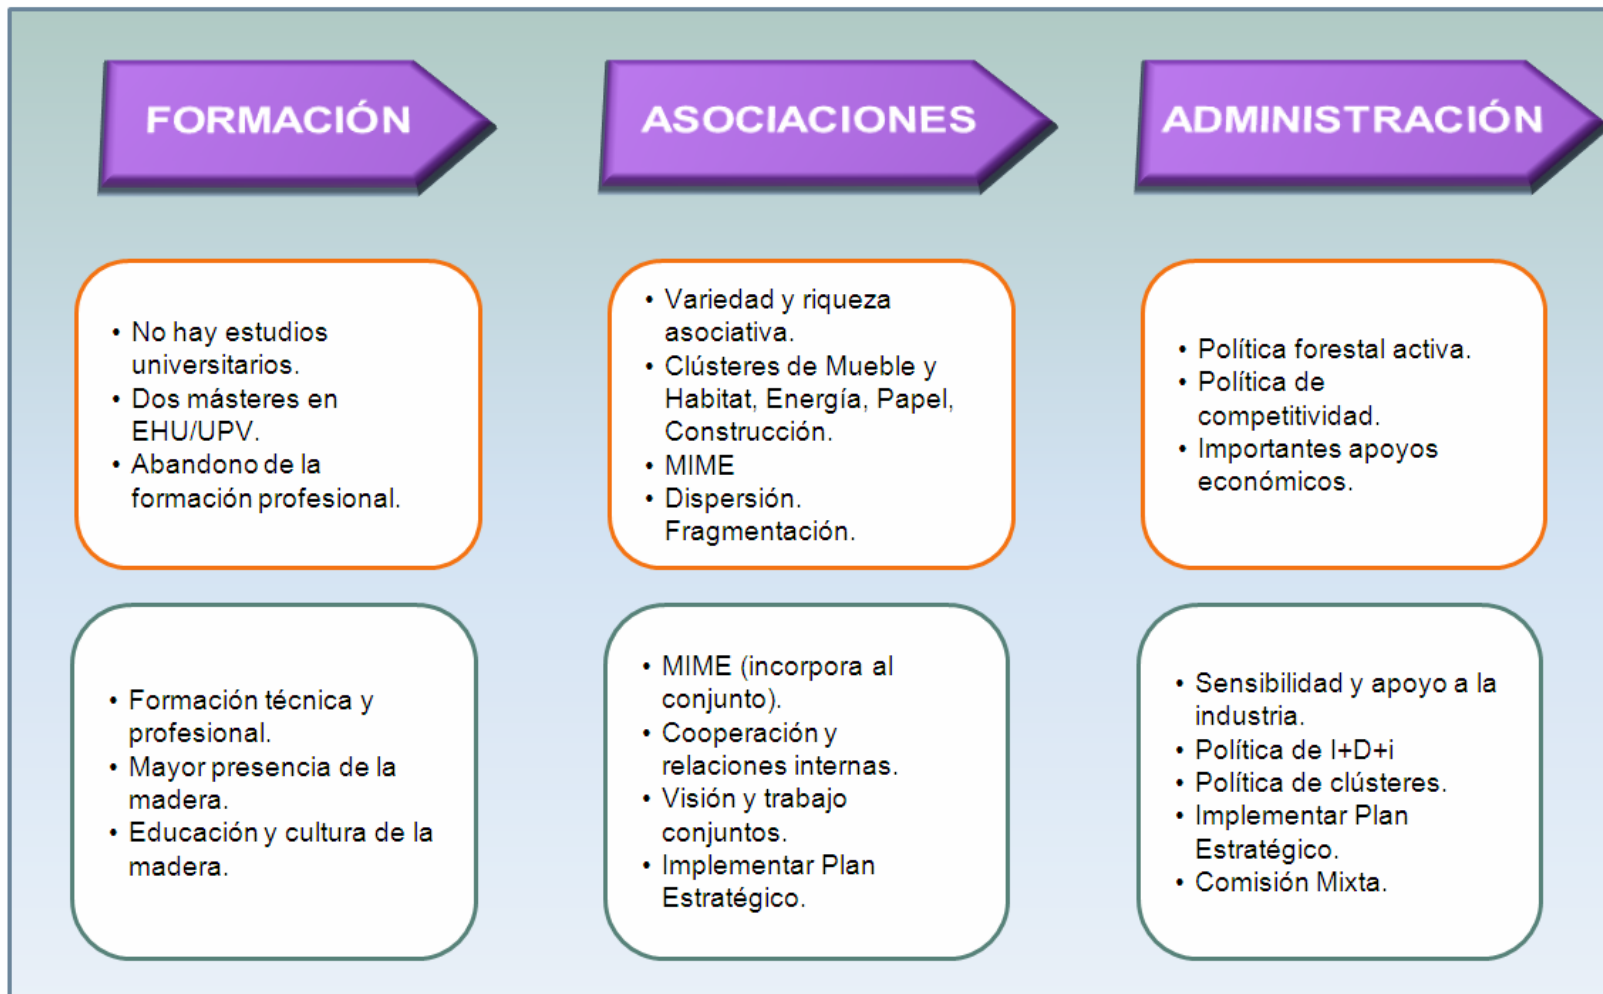 FORMACIÓN
ASOCIACIONES
ADMINISTRACIÓN
• No hay estudios
universitarios.
• Dos másteres en
EHU/UPV.
• Abandono de la
formación profesional.
• Variedad y riqueza
asociativa.
• Clústeres de Mueble y
Habitat, Energía, Papel,
Construcción.
• MIME
• Dispersión.
Fragmentación.
• Política forestal activa.
• Política de
competitividad.
• Importantes apoyos
económicos.
• Formación técnica y
profesional.
• Mayor presencia de la
madera.
• Educación y cultura de la
madera.
• MIME (incorpora al
conjunto).
• Cooperación y
relaciones internas.
• Visión y trabajo
conjuntos.
• Implementar Plan
Estratégico.
• Sensibilidad y apoyo a la
industria.
• Política de I+D+i
• Política de clústeres.
• Implementar Plan
Estratégico.
• Comisión Mixta.